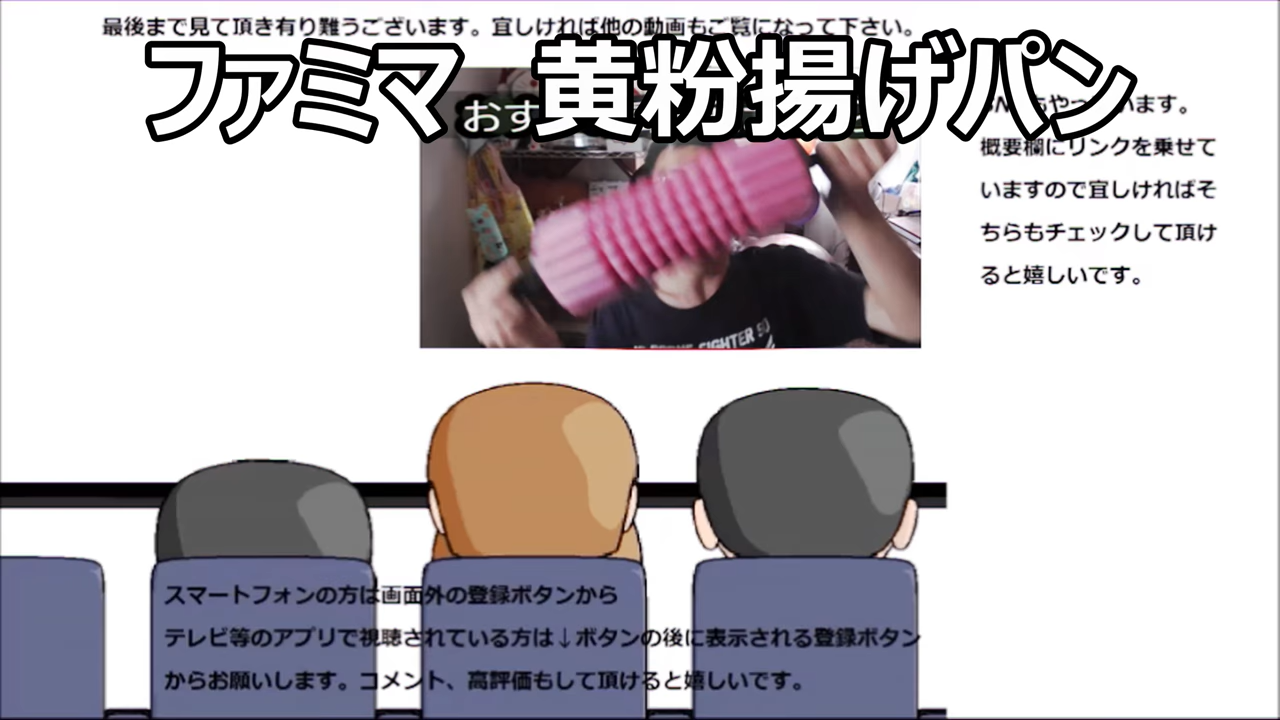 最後まで見て頂き有り難うございます。宜しければ他の動画もご覧になって下さい。
ファミマ 黄粉揚げパン
おす
います。
概要欄にリンクを乗せて
いますので宜しければそ
ちらもチェックして頂け
ると嬉しいです。
FIGHTER
スマートフォンの方は画面外の登録ボタンから
テレビ等のアプリで視聴されている方は↓ボタンの後に表示される登録ボタン
からお願いします。コメント、高評価もして頂けると嬉しいです。